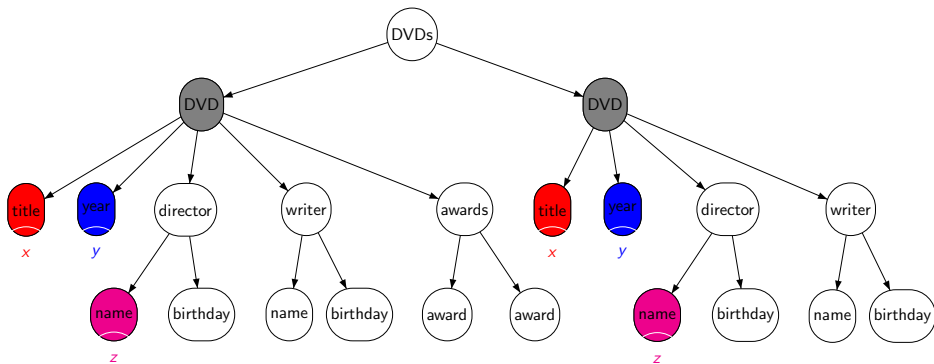 DVDs
DVD DVD
title year director writer awards title year director writer
x y x y
name birthday name birthday award award name birthday name birthday
z z